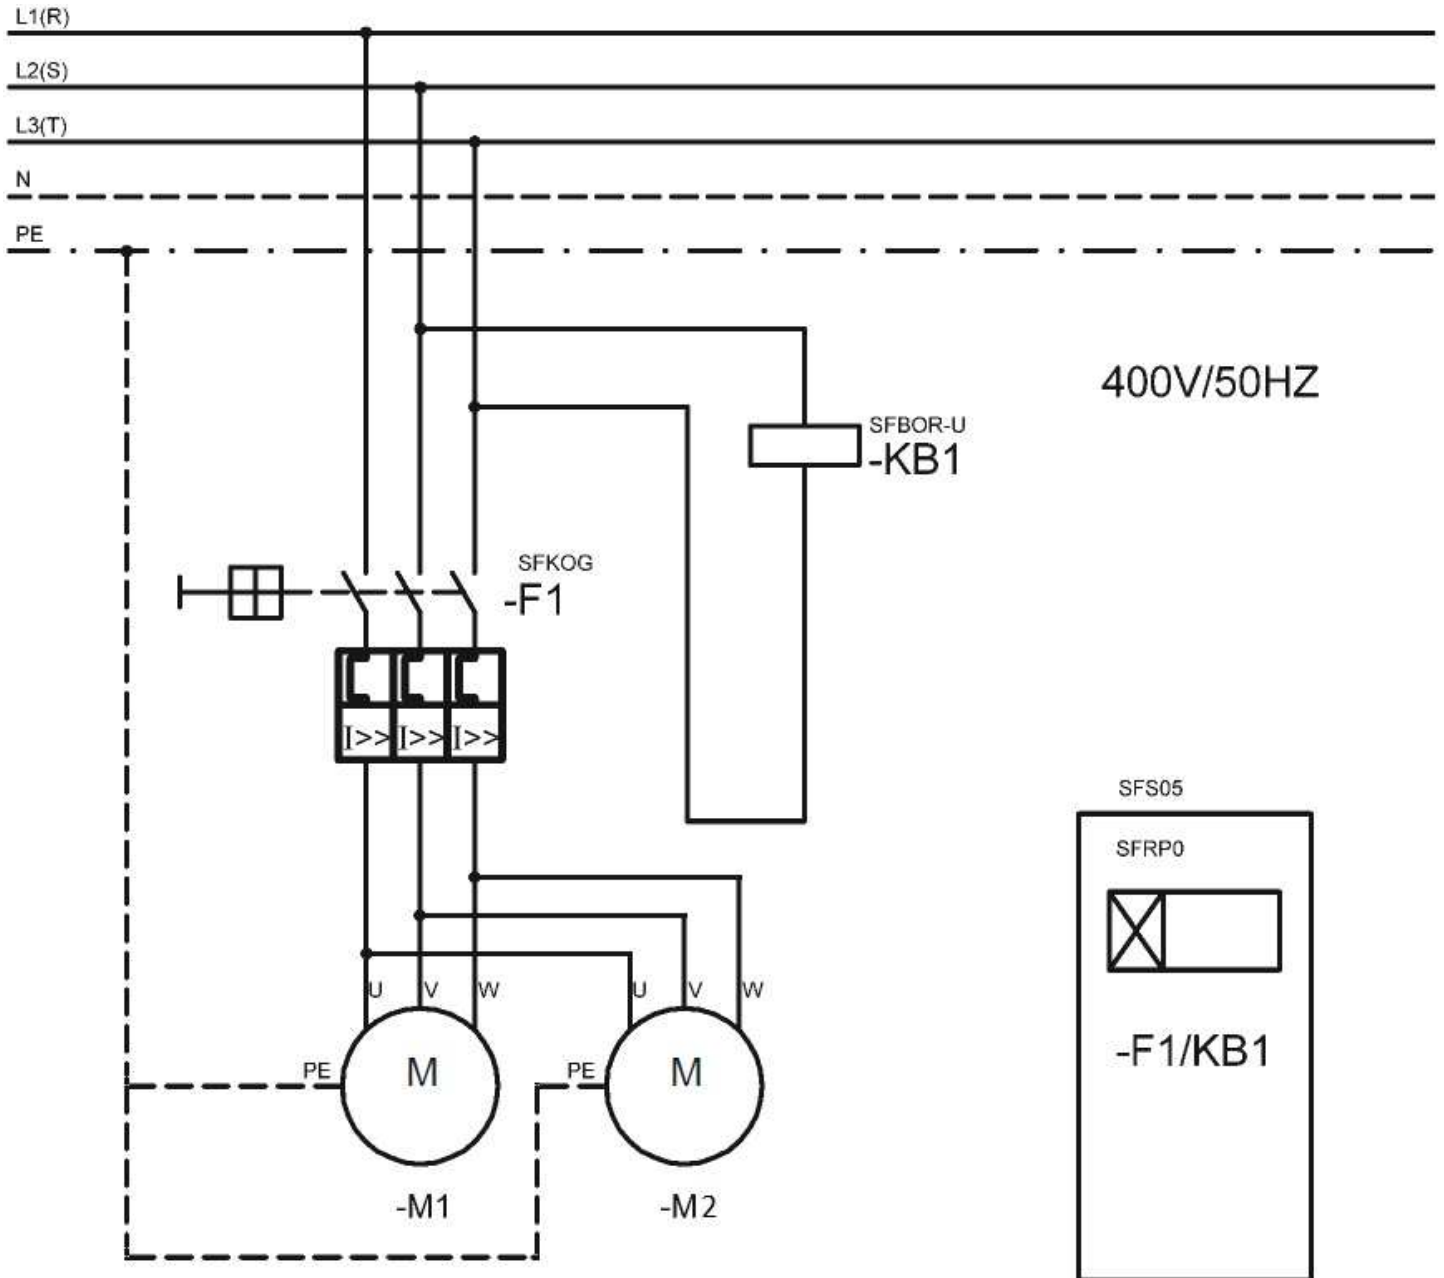 L1(R)
L2(S)
L3(T)
N
PE
400V/50HZ
SFBOR-U
-KB1
SFKOG
-F1
I>> I>> I>>
SFS05
SFRP0
U V W U V W
-F1/KB1
PE M PE M
-M1 -M2